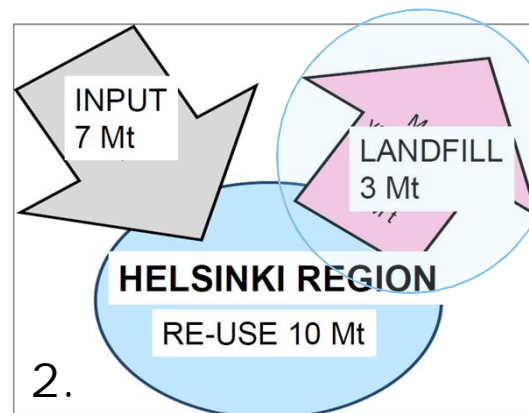 INPUT
7 Mt
LANDFILL
3 Mt
HELSINKI REGION
RE-USE 10 Mt
2.